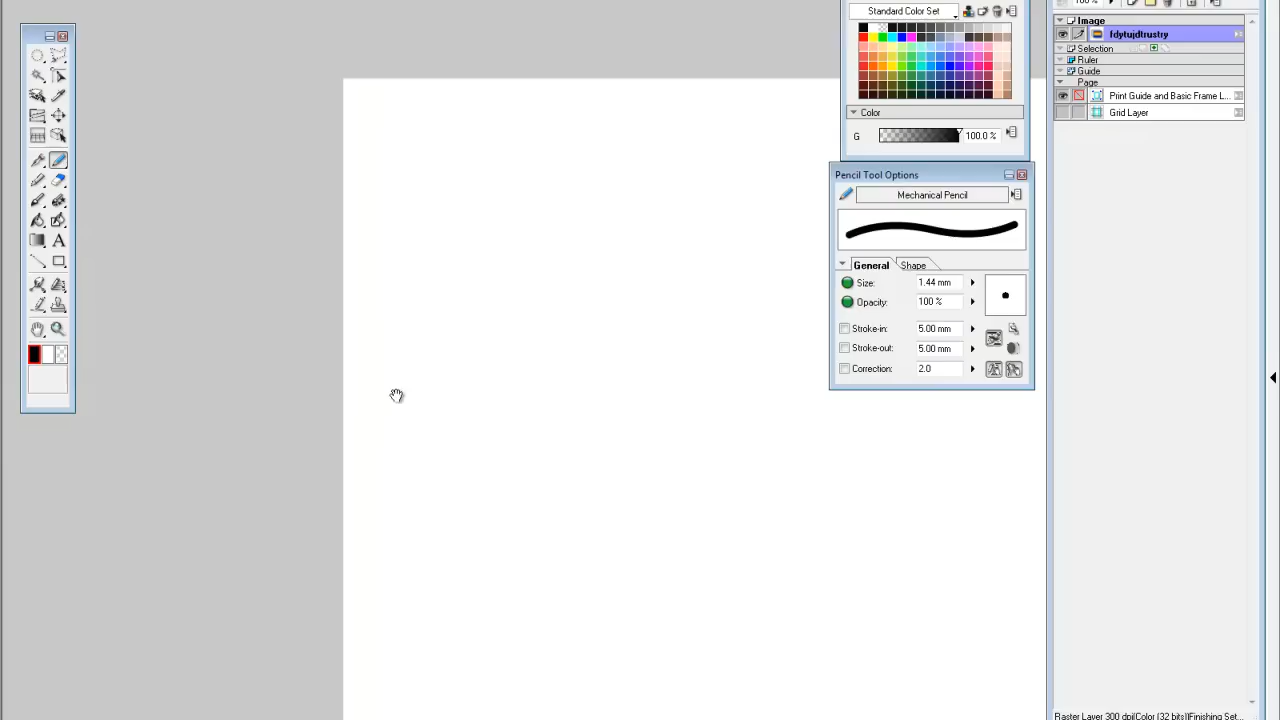 Standard Color Set
100 %
Image
fdytujdtrustry
Selection
Ruler
Guide
Page
Print Guide and Basic Frame L...
Grid Layer
Color
G
100.0 %
Pencil Tool Options
Mechanical Pencil
General
Shape
Size:
1.44 mm
Opacity:
100 %
Stroke-in:
5.00 mm
Stroke-out:
5.00 mm
Correction:
2.0
A
Raster Layer 300 dpi(Color (32 bits))Finishing Set...